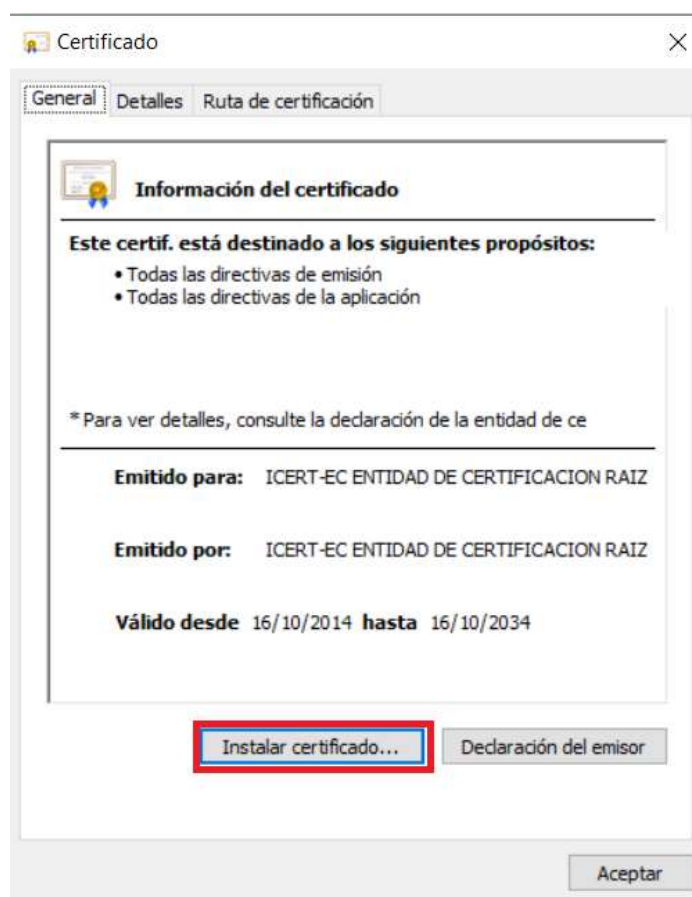 Certificado
General Detalles Ruta de certificación
Información del certificado
Este certif. está destinado a los siguientes propósitos:
• Todas las directivas de emisión
• Todas las directivas de la aplicación
* Para ver detalles, consulte la declaración de la entidad de ce
Emitido para: ICERT-EC ENTIDAD DE CERTIFICACION RAIZ
Emitido por: ICERT-EC ENTIDAD DE CERTIFICACION RAIZ
Válido desde 16/10/2014 hasta 16/10/2034
Instalar certificado... Declaración del emisor
Aceptar